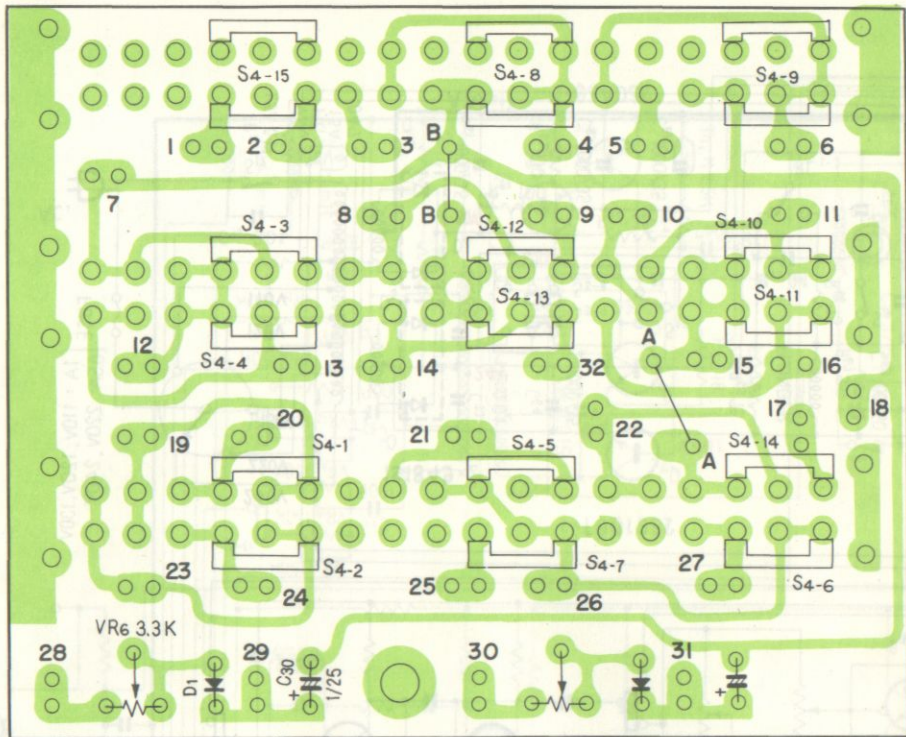 S4-15 S4-8 S4-9
1 2 3 B 4 5 6
7
8 B S4-12 9 10 S4-10 11
S4-3
S4-13 S4-11
12 S4-4 13 14 32 A 15 16
17 18
19 20 S4-1 21 S4-5 22 A S4-14
S4-2 S4-7 S4-6
23 24 25 26 27
VR6 3.3K
28 29 30 31
D1 C30 + 1/25 +